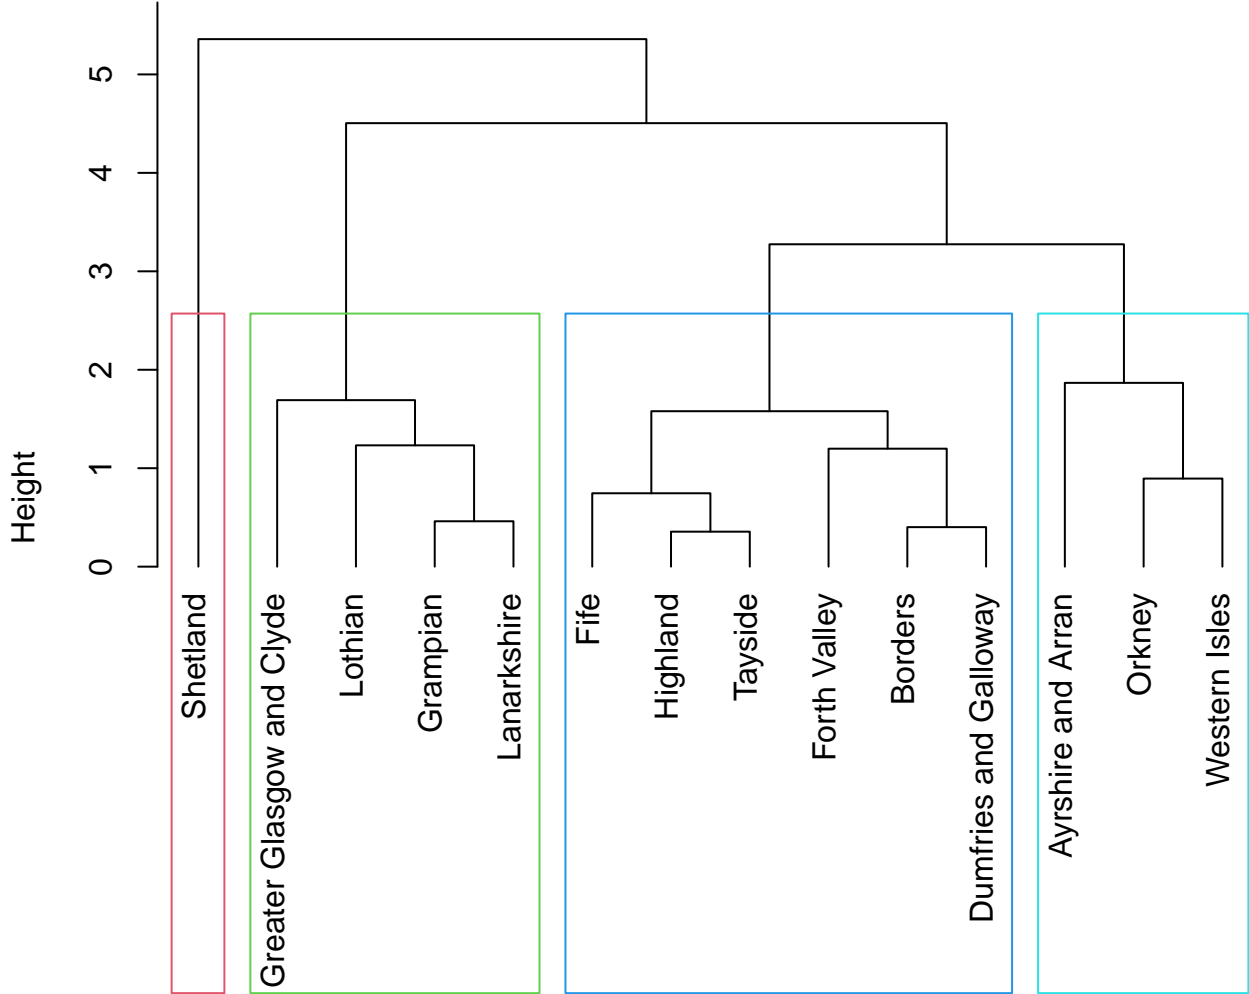 Height
5
4
3
2
1
0
Shetland
Greater Glasgow and Clyde
Lothian
Grampian
Lanarkshire
Fife
Highland
Tayside
Forth Valley
Borders
Dumfries and Galloway
Ayrshire and Arran
Orkney
Western Isles